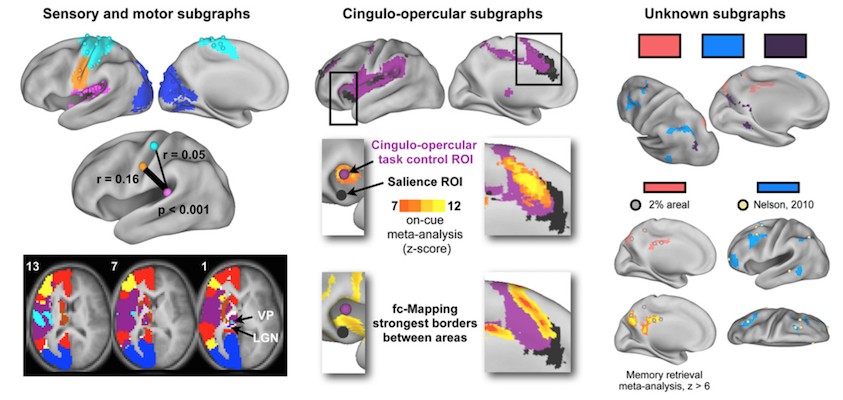 Sensory and motor subgraphs
r = 0.05
r = 0.16
p < 0.001
13
7
1
VP
LGN
L
Cingulo-opercular subgraphs
Cingulo-opercular
task control ROI
Salience ROI
7 12
on-cue
meta-analysis
(z-score)
fc-Mapping
strongest borders
between areas
Unknown subgraphs
2% areal
Nelson, 2010
Memory retrieval
meta-analysis, z > 6